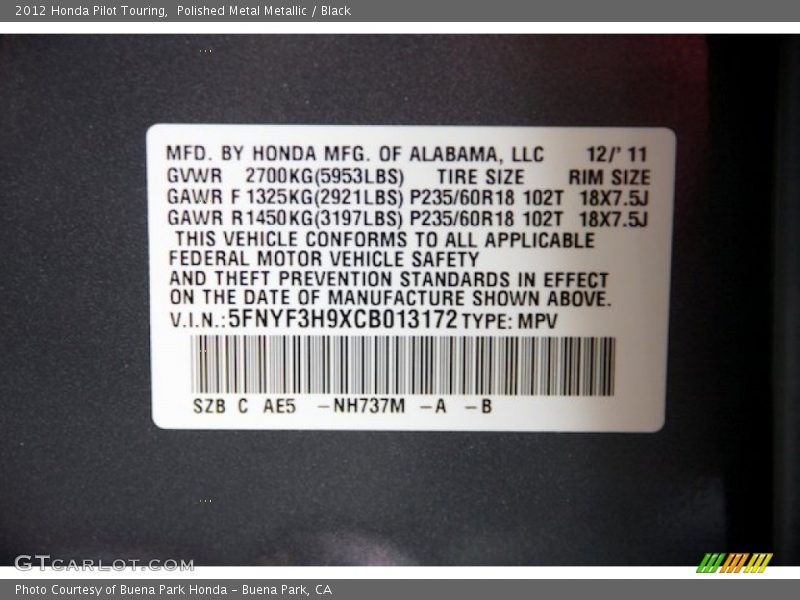 2012 Honda Pilot Touring,  Polished Metal Metallic / Black
MFD. BY HONDA MFG. OF ALABAMA, LLC 12/' 11
GVWR 2700KG(5953LBS) TIRE SIZE RIM SIZE
GAWR F 1325KG(2921LBS) P235/60R18 102T 18X7.5J
GAWR R1450KG(3197LBS) P235/60R18 102T 18X7.5J
THIS VEHICLE CONFORMS TO ALL APPLICABLE
FEDERAL MOTOR VEHICLE SAFETY
AND THEFT PREVENTION STANDARDS IN EFFECT
ON THE DATE OF MANUFACTURE SHOWN ABOVE.
V.I.N.:5FNYF3H9XCB013172 TYPE: MPV
SZB C AE5 -NH737M -A -B
GTCARLOT.COM
Photo Courtesy of Buena Park Honda - Buena Park, CA